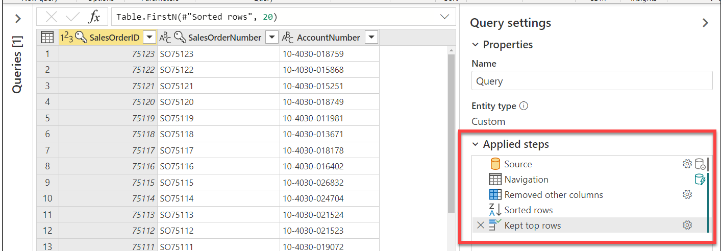 fx Table.FirstN(#"Sorted rows", 20)
Queries [1]
1²3 SalesOrderID ABC SalesOrderNumber ABC AccountNumber
1 75123 SO75123 10-4030-018759
2 75122 SO75122 10-4030-015868
3 75121 SO75121 10-4030-015251
4 75120 SO75120 10-4030-018749
5 75119 SO75119 10-4030-011981
6 75118 SO75118 10-4030-013671
7 75117 SO75117 10-4030-018178
8 75116 SO75116 10-4030-016402
9 75115 SO75115 10-4030-026832
10 75114 SO75114 10-4030-024704
11 75113 SO75113 10-4030-021524
12 75112 SO75112 10-4030-021523
13 75111 SO75111 10-4030-019072
Query settings
Properties
Name
Query
Entity type
Custom
Applied steps
Source
Navigation
Removed other columns
Sorted rows
Kept top rows